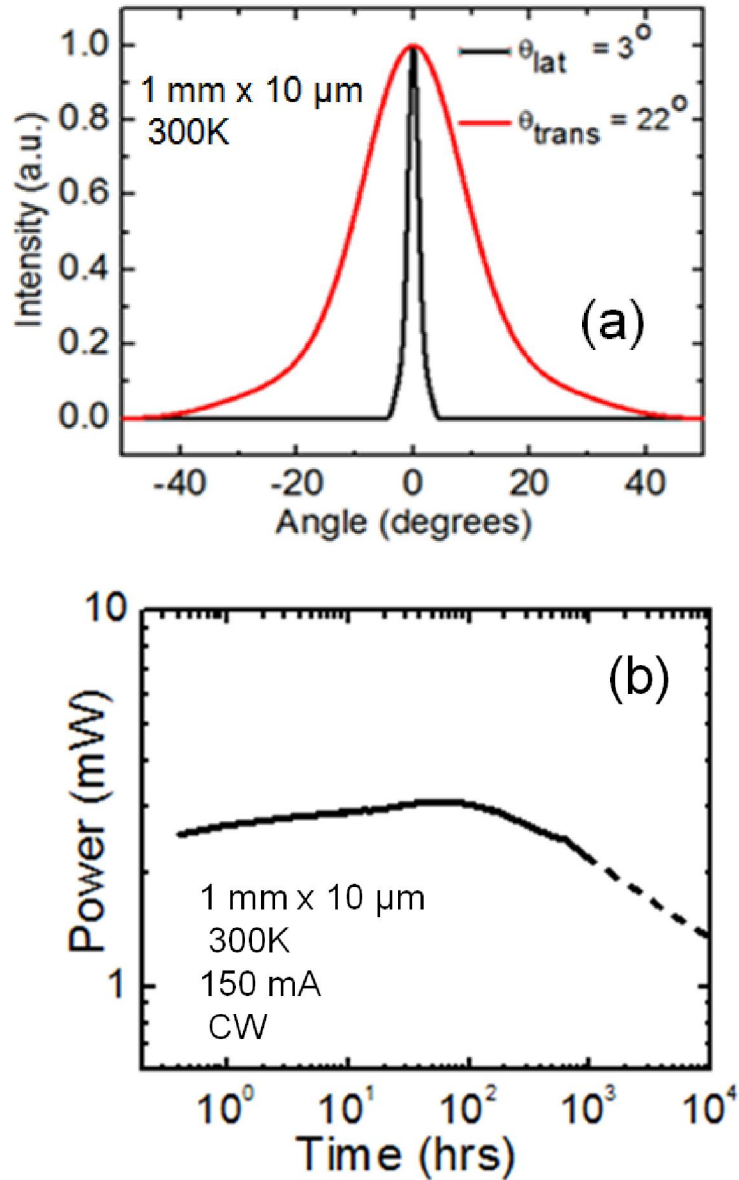 1.0
0.8
0.6
0.4
0.2
0.0
Intensity (a.u.)
1 mm x 10 µm
300K
θlat = 3°
θtrans = 22°
(a)
-40 -20 0 20 40
Angle (degrees)
10
1
Power (mW)
(b)
1 mm x 10 µm
300K
150 mA
CW
10⁰ 10¹ 10² 10³ 10⁴
Time (hrs)